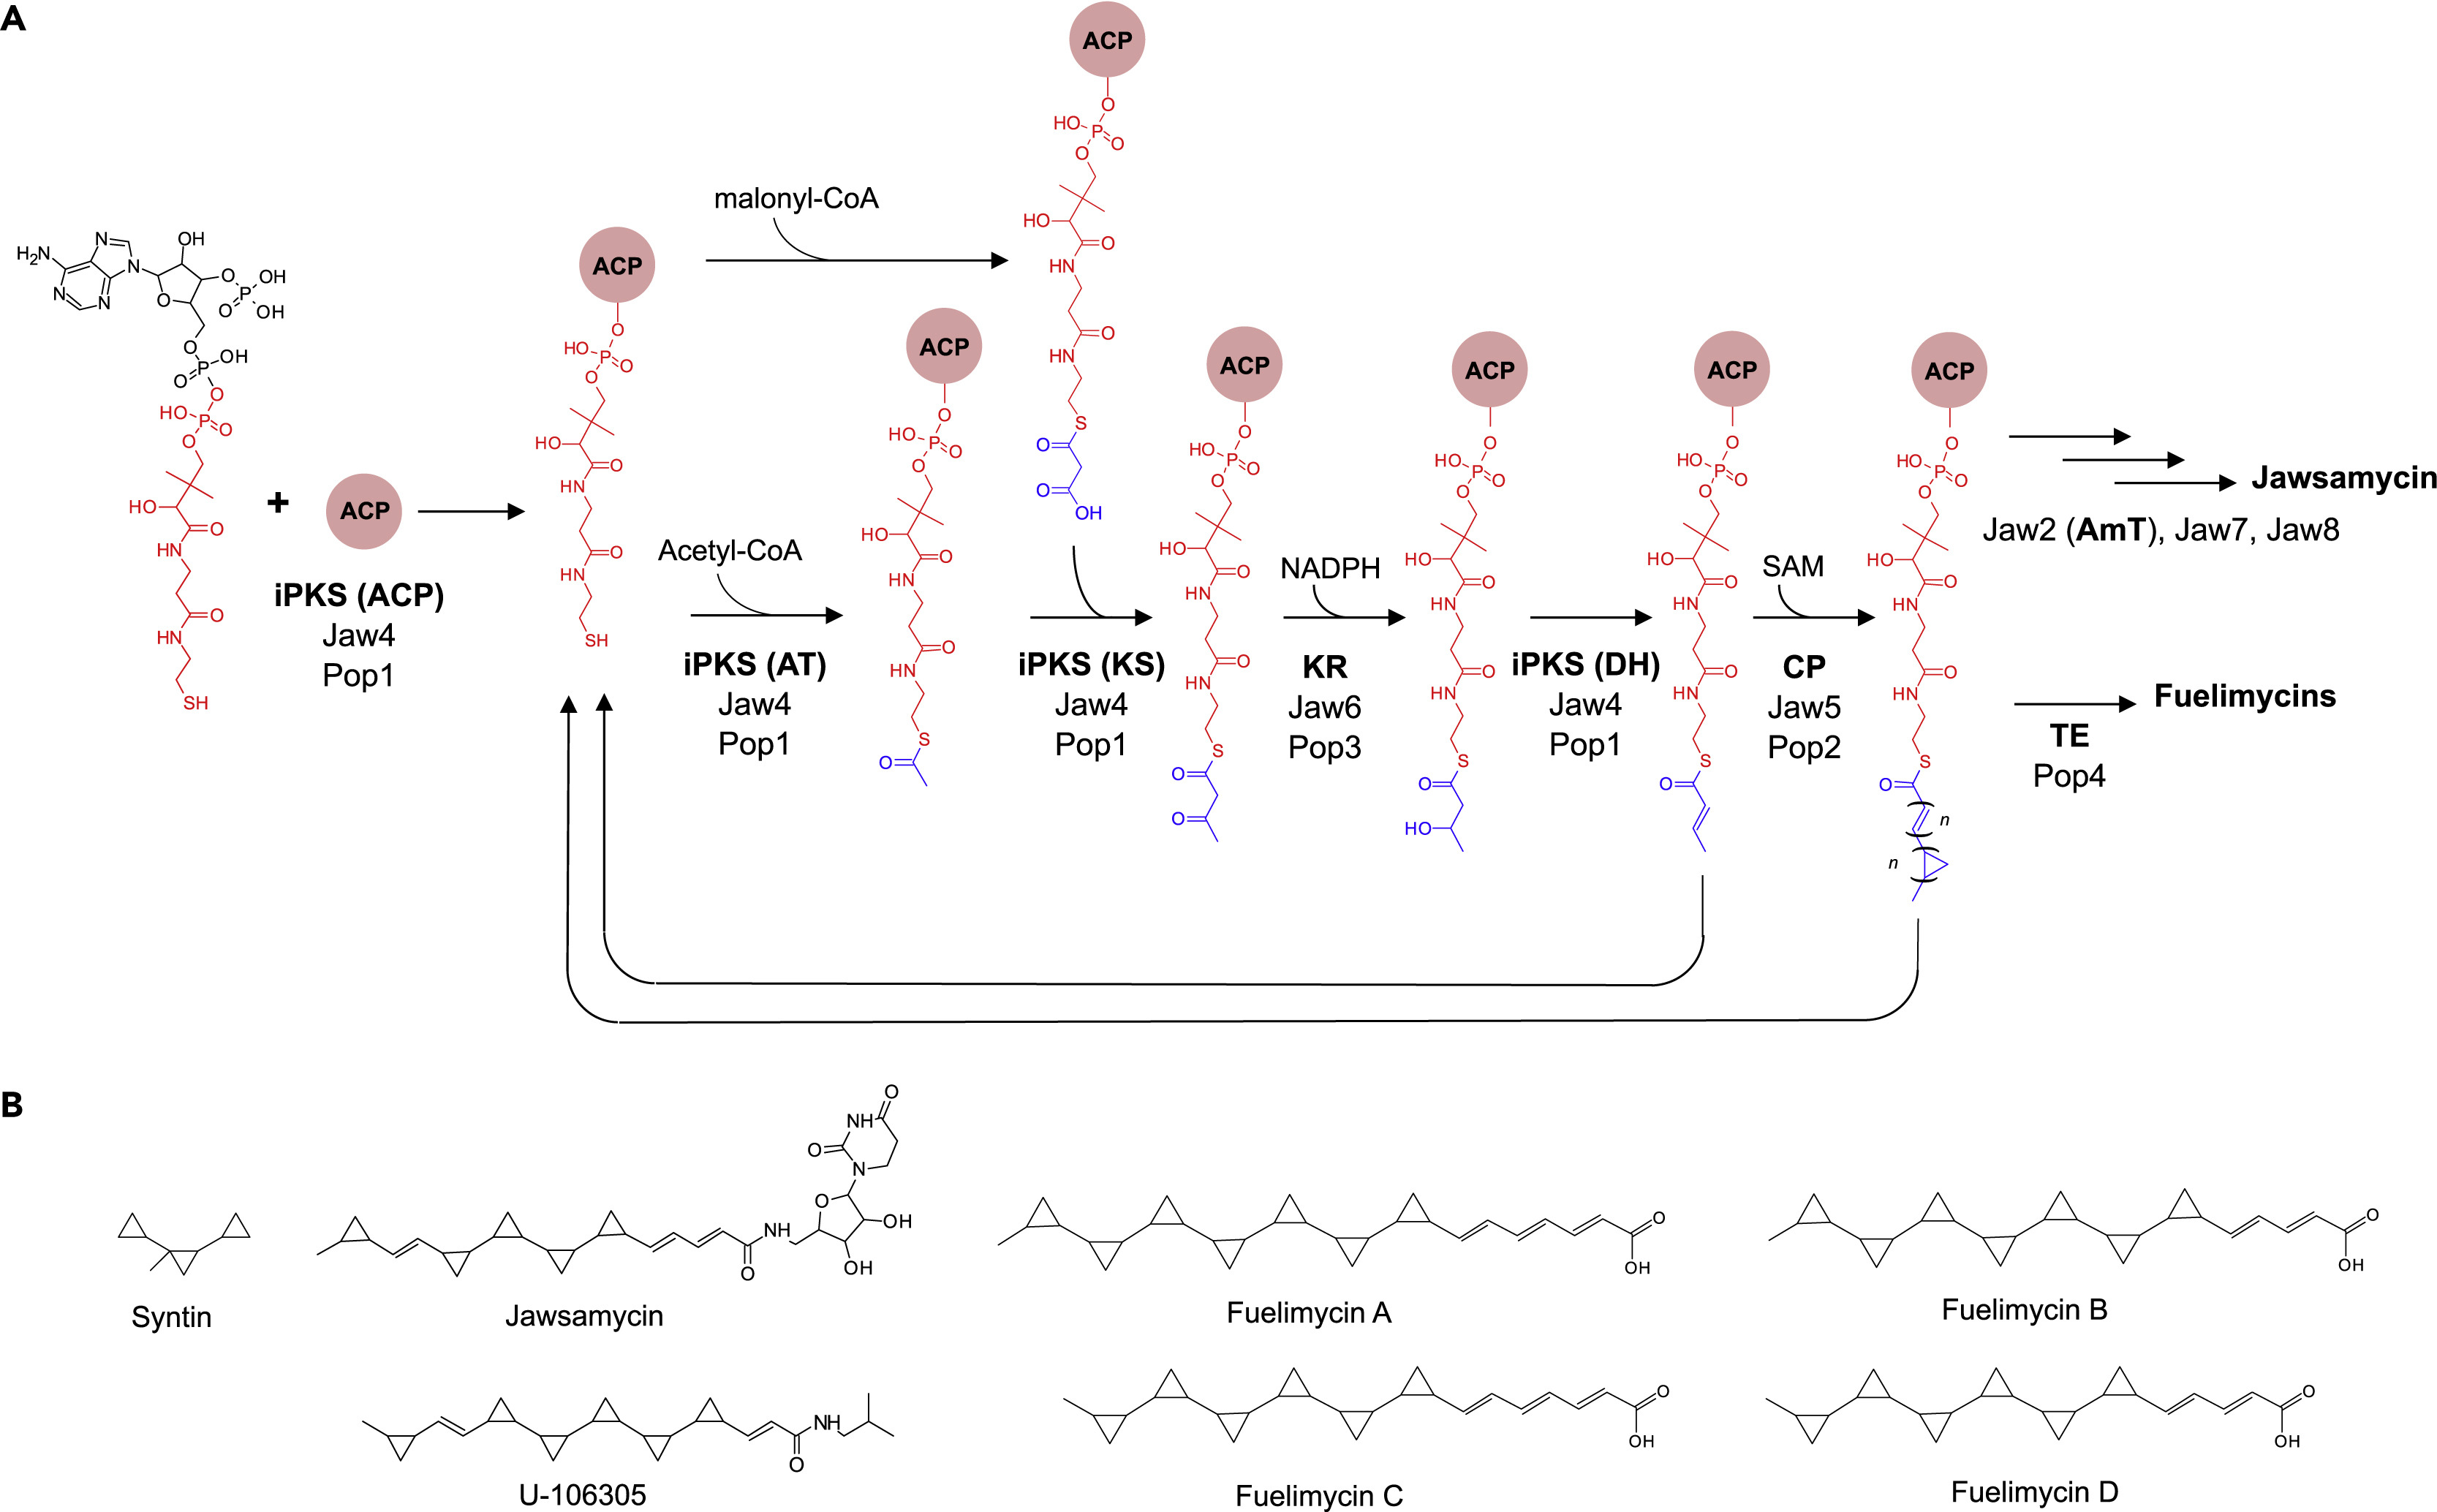 A
ACP
O
HO P O
O
HO
O
HN
O
HN
S
O
O
OH
malonyl-CoA
H₂N N N N N OH
O O OH
P
O OH
O P OH
O
O
HO P O
O
HO
O
HN
O
HN
SH
+
ACP
iPKS (ACP)
Jaw4
Pop1
ACP
O
HO P O
O
HO
O
HN
O
HN
SH
Acetyl-CoA
iPKS (AT)
Jaw4
Pop1
ACP
O
HO P O
O
HO
O
HN
O
HN
S
O
iPKS (KS)
Jaw4
Pop1
ACP
O
HO P O
O
HO
O
HN
O
HN
S
O
O
NADPH
KR
Jaw6
Pop3
ACP
O
HO P O
O
HO
O
HN
O
HN
S
O
HO
iPKS (DH)
Jaw4
Pop1
ACP
O
HO P O
O
HO
O
HN
O
HN
S
O
SAM
CP
Jaw5
Pop2
ACP
O
HO P O
O
HO
O
HN
O
HN
S
O
n
n
Jawsamycin
Jaw2 (AmT), Jaw7, Jaw8
Fuelimycins
TE
Pop4
B
Syntin
O
NH
O
N
O
OH
NH
O
OH
Jawsamycin
O
OH
Fuelimycin A
O
OH
Fuelimycin B
NH
O
U-106305
O
OH
Fuelimycin C
O
OH
Fuelimycin D